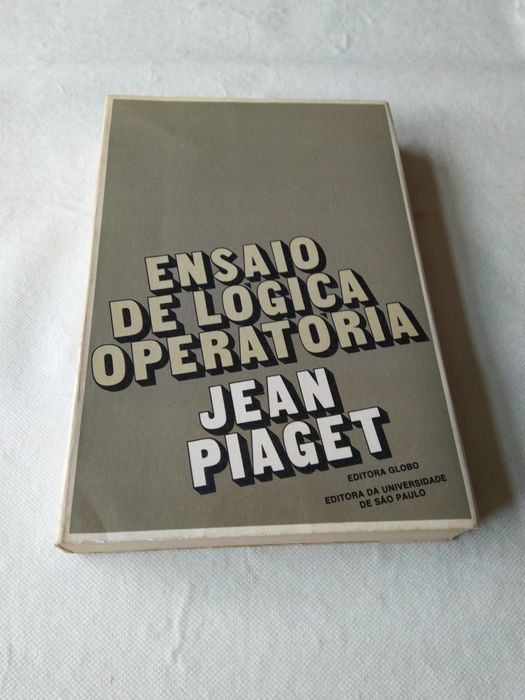 ENSAIO
DE LOGICA
OPERATORIA
JEAN
PIAGET
EDITORA GLOBO
EDITORA DA UNIVERSIDADE
DE SÃO PAULO